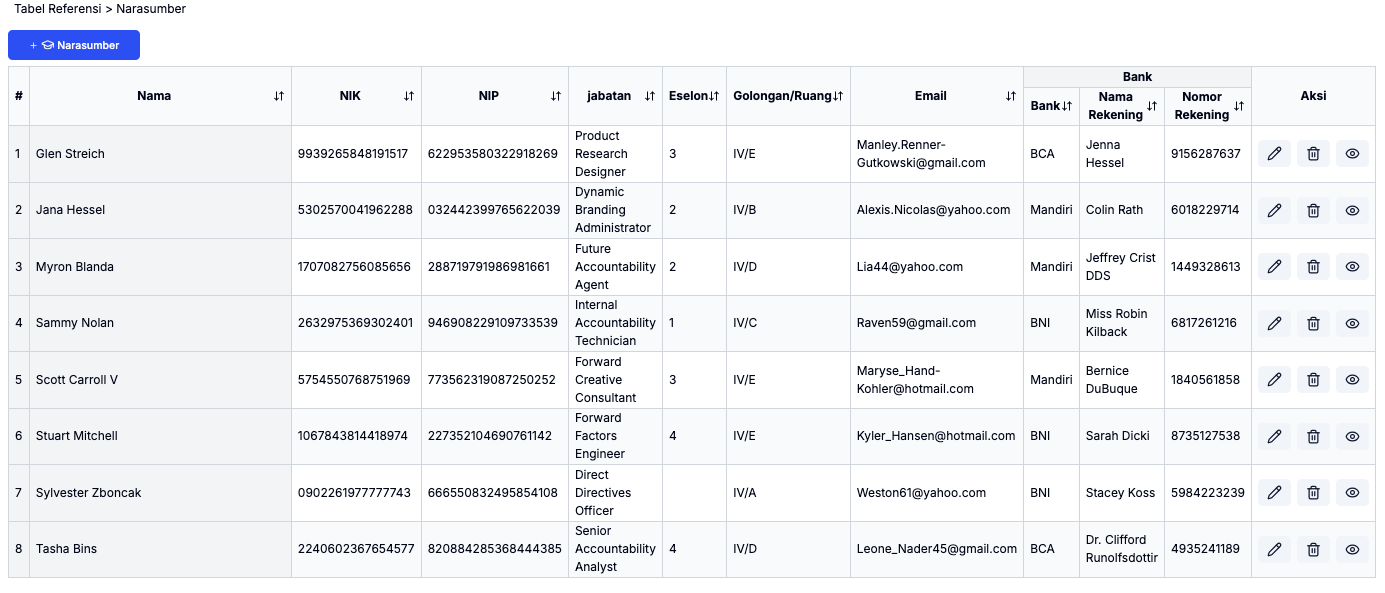 Tabel Referensi > Narasumber
+ Narasumber
# Nama NIK NIP jabatan Eselon Golongan/Ruang Email Bank Aksi
Bank Nama Rekening Nomor Rekening
1 Glen Streich 9939265848191517 622953580322918269 Product Research Designer 3 IV/E Manley.Renner-Gutkowski@gmail.com BCA Jenna Hessel 9156287637
2 Jana Hessel 5302570041962288 032442399765622039 Dynamic Branding Administrator 2 IV/B Alexis.Nicolas@yahoo.com Mandiri Colin Rath 6018229714
3 Myron Blanda 1707082756085656 288719791986981661 Future Accountability Agent 2 IV/D Lia44@yahoo.com Mandiri Jeffrey Crist DDS 1449328613
4 Sammy Nolan 2632975369302401 946908229109733539 Internal Accountability Technician 1 IV/C Raven59@gmail.com BNI Miss Robin Kilback 6817261216
5 Scott Carroll V 5754550768751969 773562319087250252 Forward Creative Consultant 3 IV/E Maryse_Hand-Kohler@hotmail.com Mandiri Bernice DuBuque 1840561858
6 Stuart Mitchell 1067843814418974 227352104690761142 Forward Factors Engineer 4 IV/E Kyler_Hansen@hotmail.com BNI Sarah Dicki 8735127538
7 Sylvester Zboncak 0902261977777743 666550832495854108 Direct Directives Officer IV/A Weston61@yahoo.com BNI Stacey Koss 5984223239
8 Tasha Bins 2240602367654577 820884285368444385 Senior Accountability Analyst 4 IV/D Leone_Nader45@gmail.com BCA Dr. Clifford Runolfsdottir 4935241189